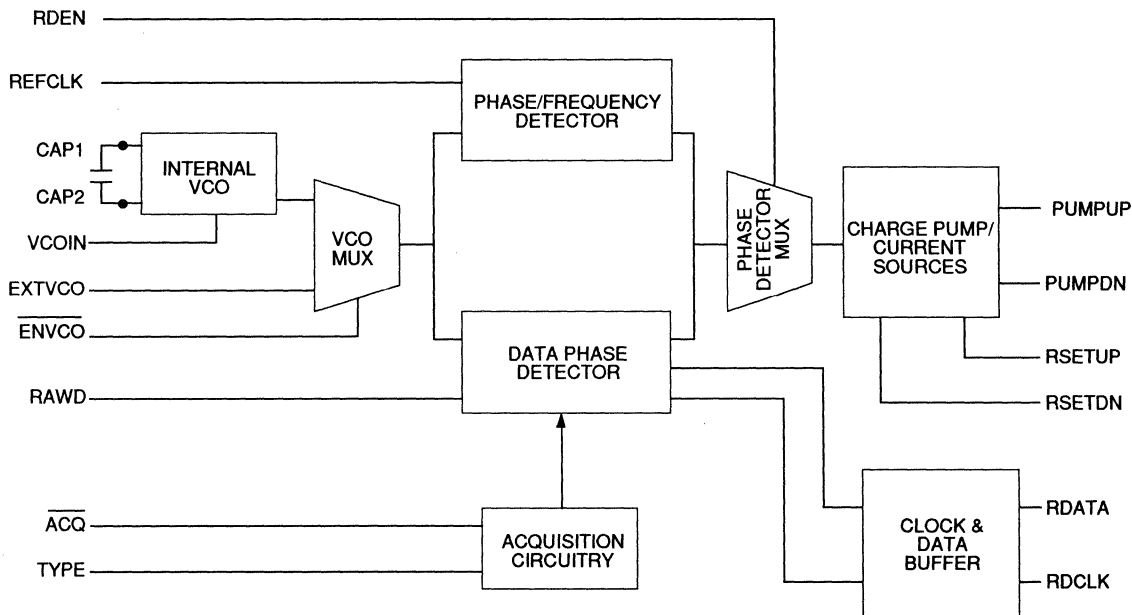 RDEN
REFCLK
PHASE/FREQUENCY
DETECTOR
CAP1
CAP2
INTERNAL
VCO
VCOIN
EXTVCO
ENVCO
VCO
MUX
PHASE
DETECTOR
MUX
CHARGE PUMP/
CURRENT
SOURCES
PUMPUP
PUMPDN
RSETUP
RSETDN
RAWD
DATA PHASE
DETECTOR
ACQ
TYPE
ACQUISITION
CIRCUITRY
CLOCK &
DATA
BUFFER
RDATA
RDCLK